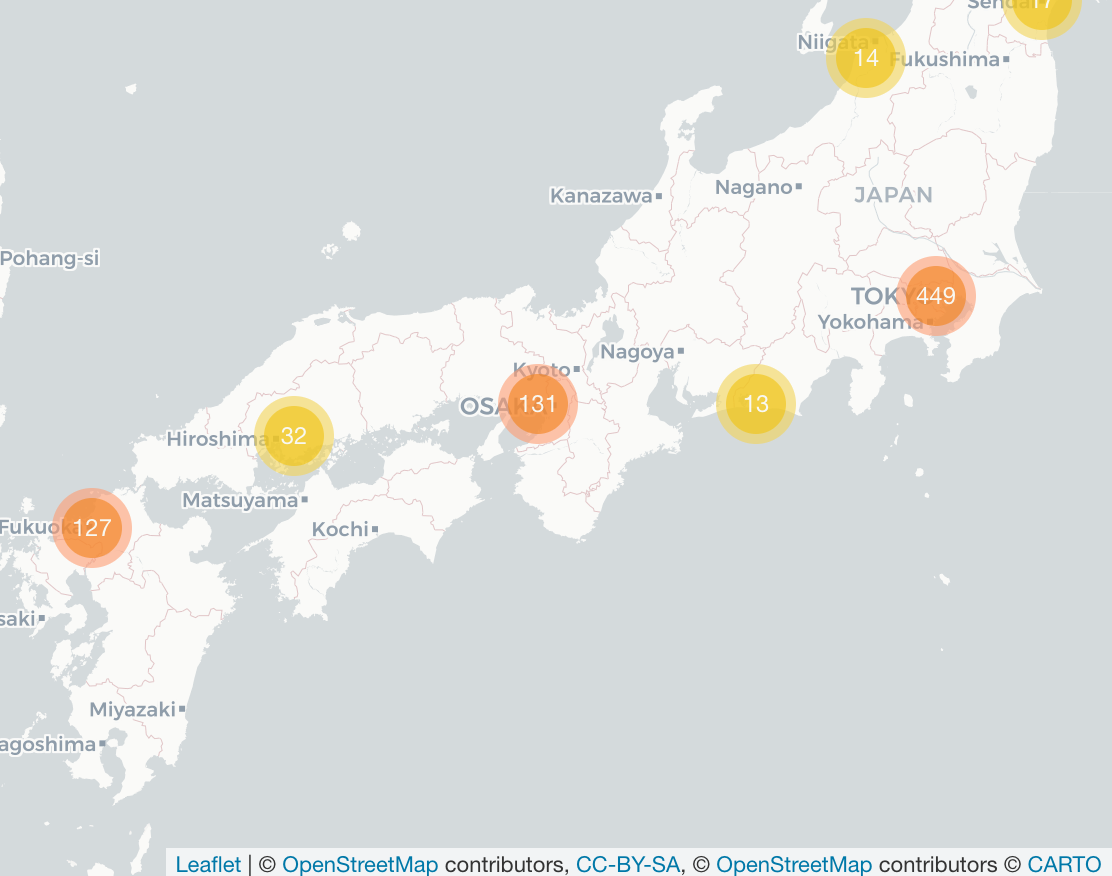 Sendai
17
Niigata
14
Fukushima
Nagano
Kanazawa
JAPAN
Pohang-si
TOKY
449
Yokohama
Nagoya
Kyoto
OSA
131
13
Hiroshima
32
Matsuyama
Fukuoka
127
Kochi
saki
Miyazaki
agoshima
Leaflet | © OpenStreetMap contributors, CC-BY-SA, © OpenStreetMap contributors © CARTO